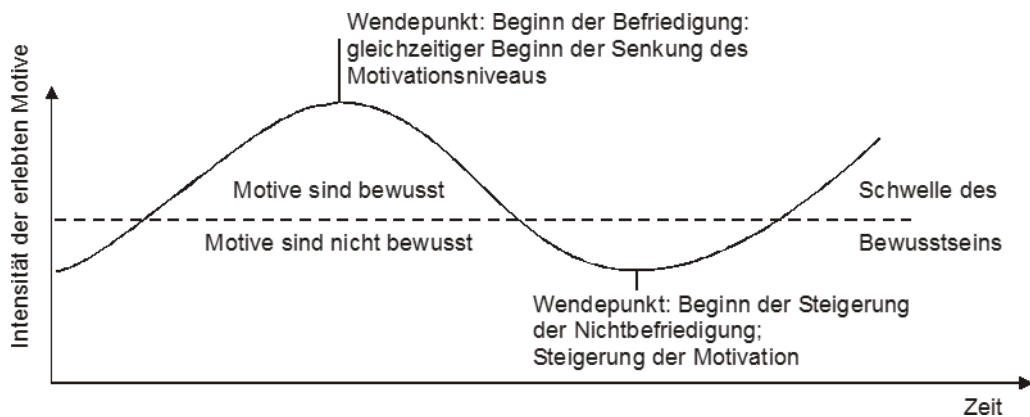 Wendepunkt: Beginn der Befriedigung:
gleichzeitiger Beginn der Senkung des
Motivationsniveaus
Intensität der erlebten Motive
Motive sind bewusst
Schwelle des
Motive sind nicht bewusst
Bewusstseins
Wendepunkt: Beginn der Steigerung
der Nichtbefriedigung;
Steigerung der Motivation
Zeit